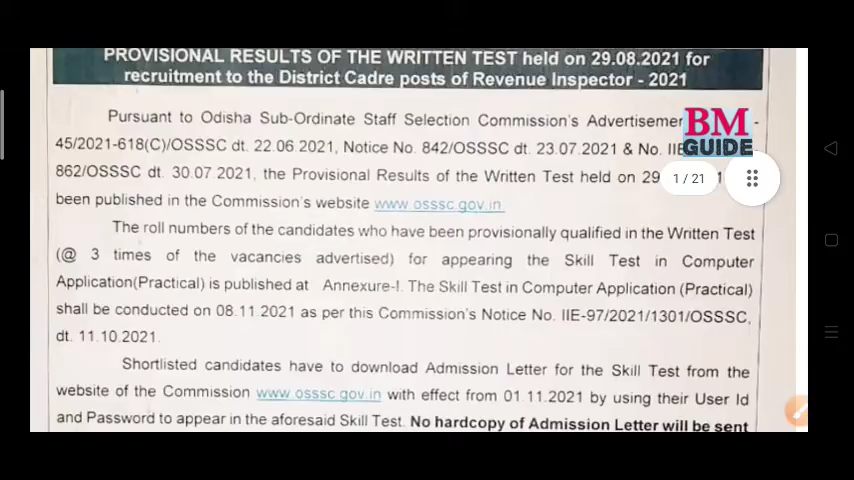 PROVISIONAL RESULTS OF THE WRITTEN TEST held on 29.08.2021 for
recruitment to the District Cadre posts of Revenue Inspector - 2021
Pursuant to Odisha Sub-Ordinate Staff Selection Commission's
45/2021-618(C)/OSSSC dt. 22.06.2021, Notice No. 842/OSSSC dt. 23.07.2021 & No.
862/OSSSC dt. 30.07.2021, the Provisional Results of the Written Test held on
been published in the Commission's website www.osssc.gov.in.
The roll numbers of the candidates who have been provisionally qualified in the Written Test
(@ 3 times of the vacancies advertised) for appearing the Skill Test in Computer
Application(Practical) is published at Annexure-I. The Skill Test in Computer Application (Practical)
shall be conducted on 08.11.2021 as per this Commission's Notice No. IIE-97/2021/1301/OSSSC,
dt. 11.10.2021.
Shortlisted candidates have to download Admission Letter for the Skill Test from the
website of the Commission www.osssc.gov.in with effect from 01.11.2021 by using their User Id
and Password to appear in the aforesaid Skill Test. No hardcopy of Admission Letter will be sent
BM
GUIDE
1 / 21